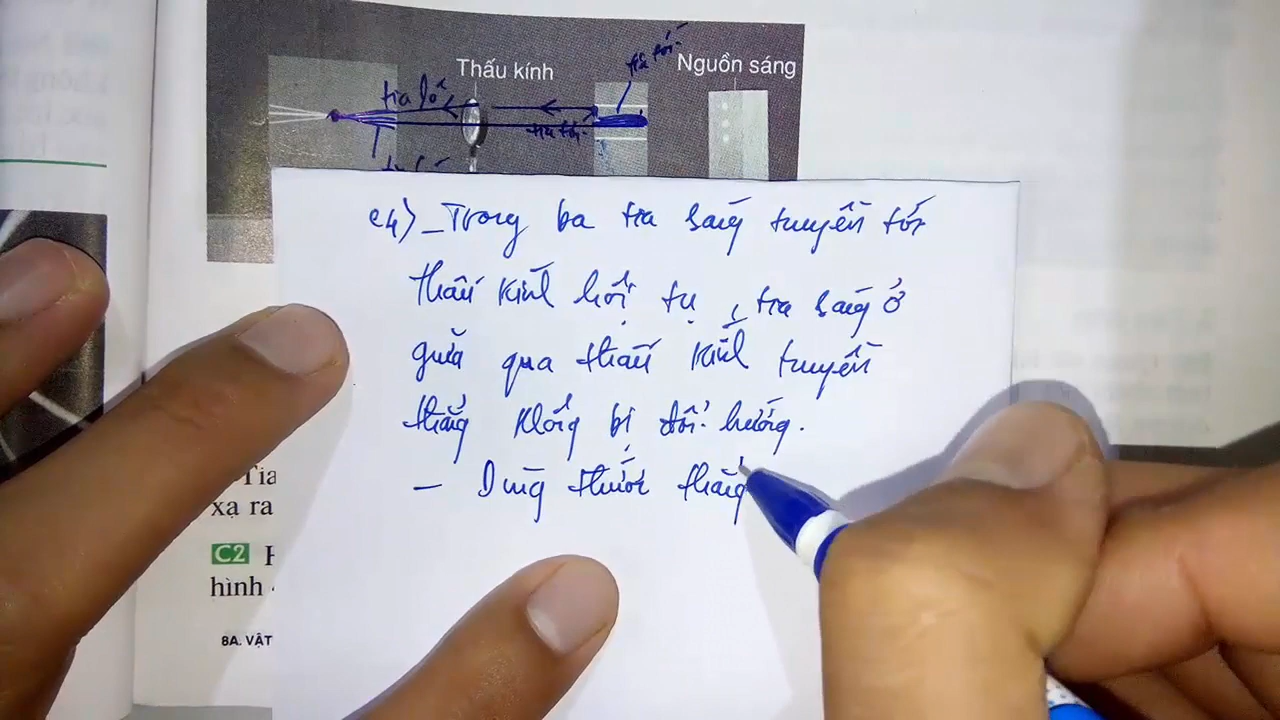 Thấu kính
Nguồn sáng
tia tới
tia ló
tia tới
C4) – Trong ba tia sáng truyền tới
thấu kính hội tụ, tia sáng ở
giữa qua thấu kính truyền
thẳng không bị đổi hướng.
– Dùng thước thẳng
Tia
xạ ra
C2
hình
8A. VẬT